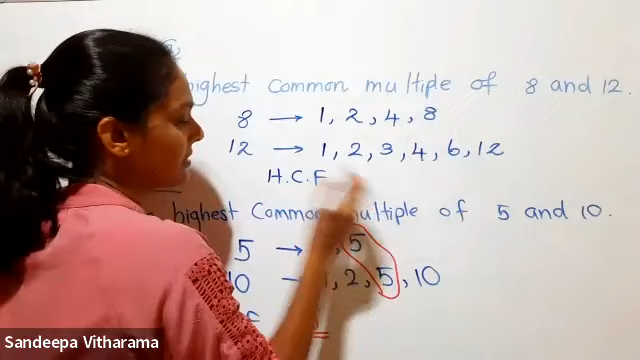 highest common multiple of 8 and 12.
8 → 1, 2, 4, 8
12 → 1, 2, 3, 4, 6, 12
H.C.F
highest Common multiple of 5 and 10.
5 → , 5
10 → 1, 2, 5, 10
Sandeepa Vitharama